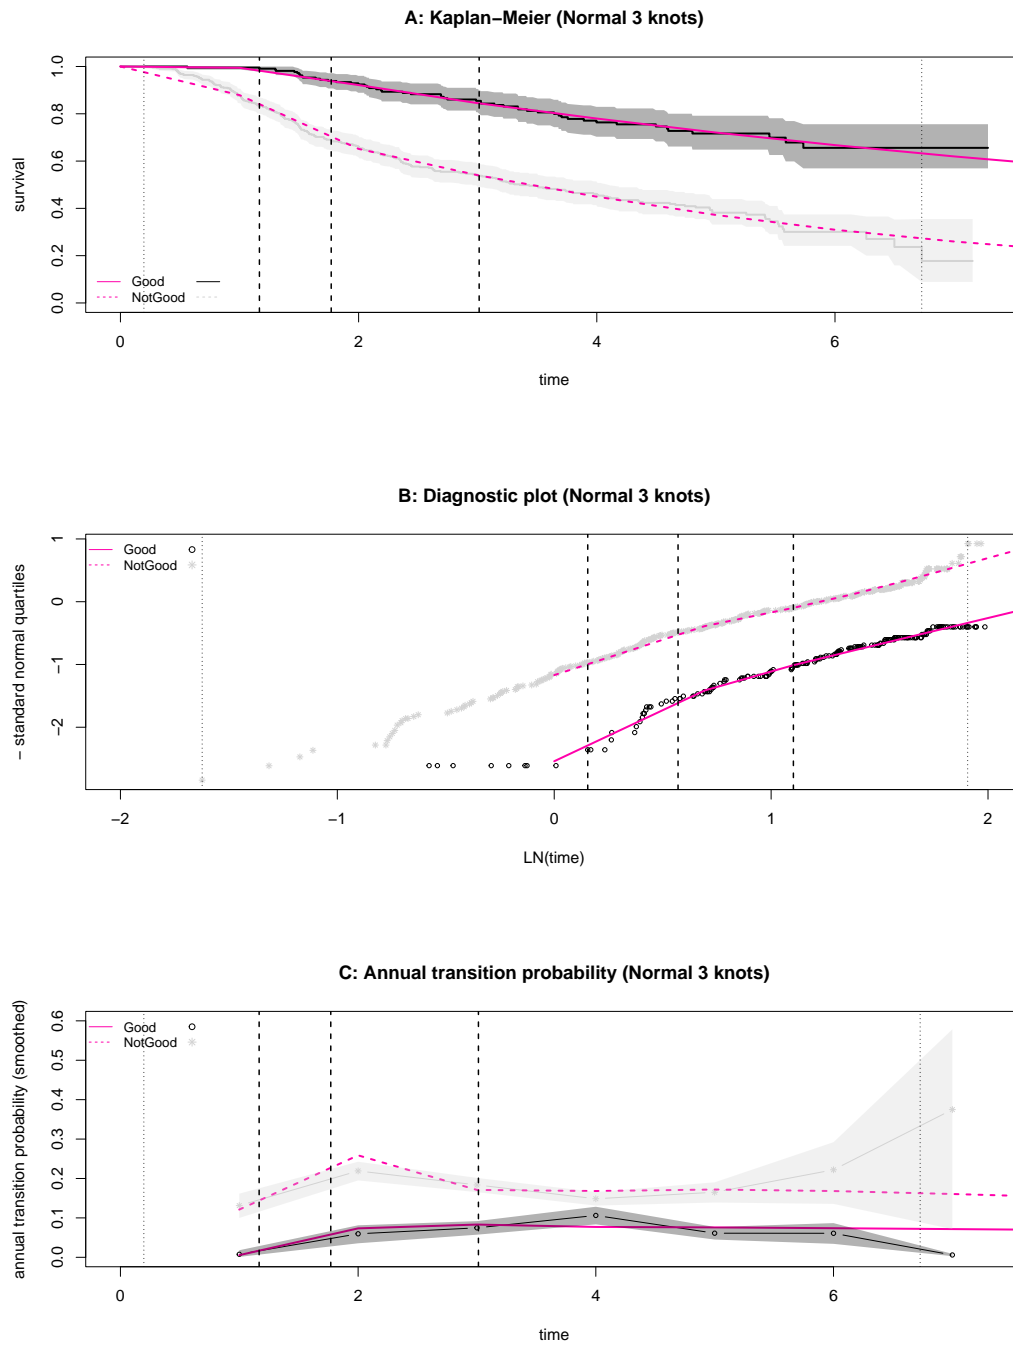 A: Kaplan−Meier (Normal 3 knots)
survival
1.0
0.8
0.6
0.4
0.2
0.0
Good
NotGood
0 2 4 6
time
B: Diagnostic plot (Normal 3 knots)
− standard normal quartiles
1
0
−1
−2
Good
NotGood
−2 −1 0 1 2
LN(time)
C: Annual transition probability (Normal 3 knots)
annual transition probability (smoothed)
0.6
0.5
0.4
0.3
0.2
0.1
0.0
Good
NotGood
0 2 4 6
time